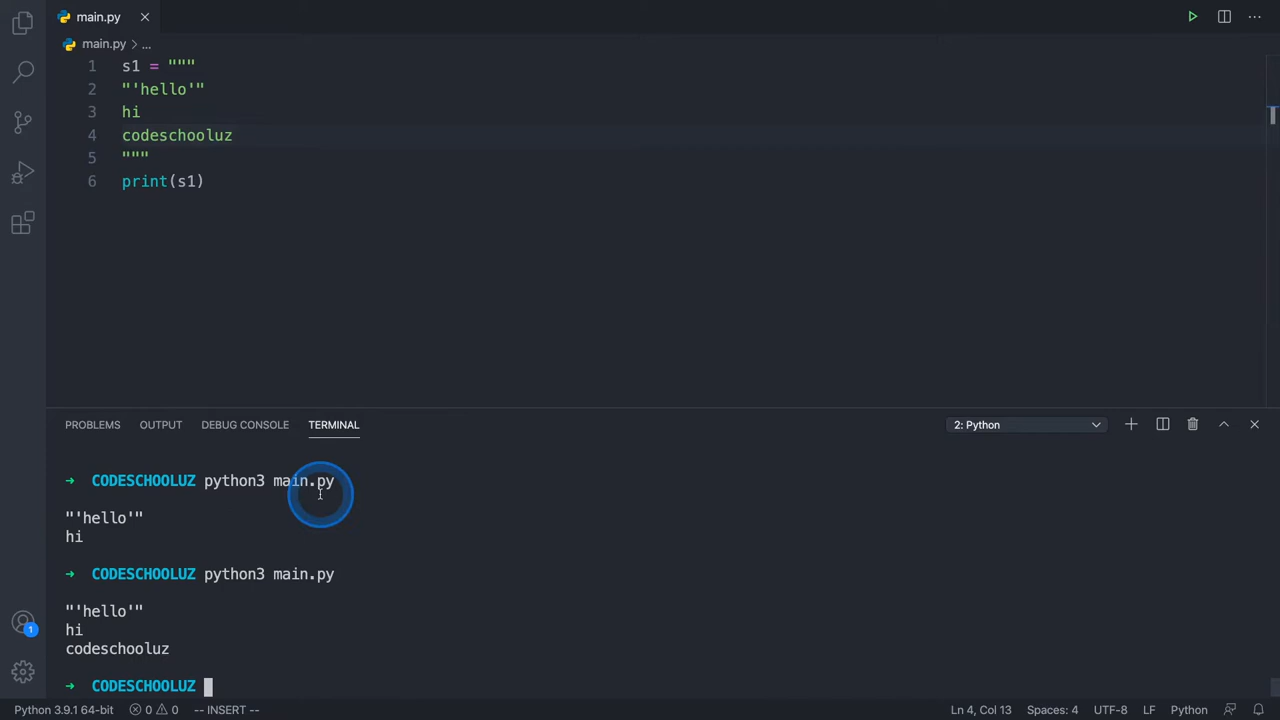 main.py
main.py > ...
1 s1 = """
2 "'hello'"
3 hi
4 codeschooluz
5 """
6 print(s1)
PROBLEMS OUTPUT DEBUG CONSOLE TERMINAL 2: Python
→ CODESCHOOLUZ python3 main.py
"'hello'"
hi
→ CODESCHOOLUZ python3 main.py
"'hello'"
hi
codeschooluz
→ CODESCHOOLUZ
1
Python 3.9.1 64-bit 0 0 -- INSERT -- Ln 4, Col 13 Spaces: 4 UTF-8 LF Python